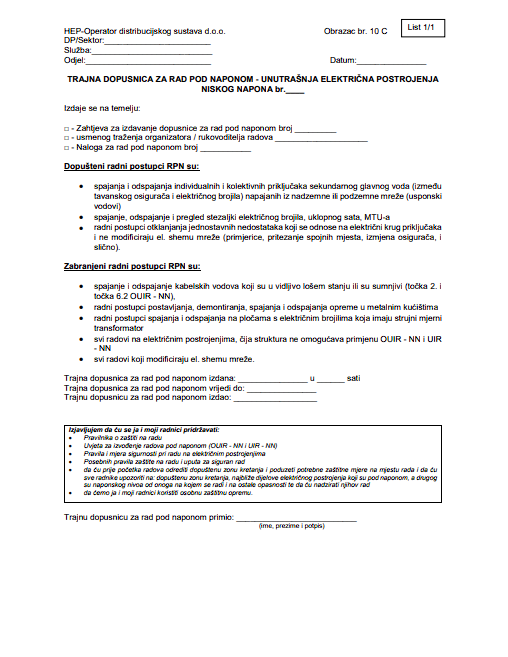 HEP-Operator distribucijskog sustava d.o.o. Obrazac br. 10 C List 1/1
DP/Sektor:
Služba:
Odjel: Datum:
TRAJNA DOPUSNICA ZA RAD POD NAPONOM - UNUTRAŠNJA ELEKTRIČNA POSTROJENJA
NISKOG NAPONA br.
Izdaje se na temelju:
□ - Zahtjeva za izdavanje dopusnice za rad pod naponom broj
□ - usmenog traženja organizatora / rukovoditelja radova
□ - Naloga za rad pod naponom broj
Dopušteni radni postupci RPN su:
• spajanja i odspajanja individualnih i kolektivnih priključaka sekundarnog glavnog voda (između
tavanskog osigurača i električnog brojila) napajanih iz nadzemne ili podzemne mreže (usponski
vodovi)
• spajanje, odspajanje i pregled stezaljki električnog brojila, uklopnog sata, MTU-a
• radni postupci otklanjanja jednostavnih nedostataka koji se odnose na električni krug priključaka
i ne modificiraju el. shemu mreže (primjerice, pritezanje spojnih mjesta, izmjena osigurača, i
slično).
Zabranjeni radni postupci RPN su:
• spajanje i odspajanje kabelskih vodova koji su u vidljivo lošem stanju ili su sumnjivi (točka 2. i
točka 6.2 OUIR - NN),
• radni postupci postavljanja, demontiranja, spajanja i odspajanja opreme u metalnim kućištima
• radni postupci spajanja i odspajanja na pločama s električnim brojilima koja imaju strujni mjerni
transformator
• svi radovi na električnim postrojenjima, čija struktura ne omogućava primjenu OUIR - NN i UIR
- NN
• svi radovi koji modificiraju el. shemu mreže.
Trajna dopusnica za rad pod naponom izdana: u sati
Trajna dopusnica za rad pod naponom vrijedi do:
Trajna dopusnica za rad pod naponom izdao:
Izjavljujem da ću se ja i moji radnici pridržavati:
• Pravilnika o zaštiti na radu
• Uvjeta za izvođenje radova pod naponom (OUIR - NN i UIR - NN)
• Pravila i mjera sigurnosti pri radu na električnim postrojenjima
• Posebnih pravila zaštite na radu i uputa za siguran rad
• da ću prije početka radova odrediti dopuštenu zonu kretanja i poduzeti potrebne zaštitne mjere na mjestu rada i da ću
sve radnike upozoriti na: dopuštenu zonu kretanja, najbliže dijelove električnog postrojenja koji su pod naponom, a drugog
su naponskog nivoa od onoga na kojem se radi i na ostale opasnosti te da ću nadzirati njihov rad
• da ćemo ja i moji radnici koristiti osobnu zaštitnu opremu.
Trajnu dopusnicu za rad pod naponom primio:
(ime, prezime i potpis)